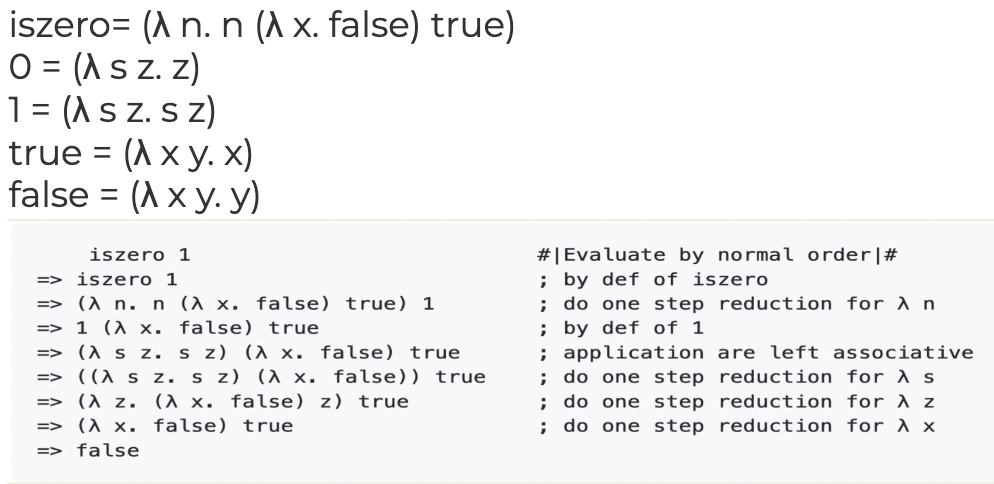 iszero= (λ n. n (λ x. false) true)
0 = (λ s z. z)
1 = (λ s z. s z)
true = (λ x y. x)
false = (λ x y. y)
iszero 1 #|Evaluate by normal order|#
=> iszero 1 ; by def of iszero
=> (λ n. n (λ x. false) true) 1 ; do one step reduction for λ n
=> 1 (λ x. false) true ; by def of 1
=> (λ s z. s z) (λ x. false) true ; application are left associative
=> ((λ s z. s z) (λ x. false)) true ; do one step reduction for λ s
=> (λ z. (λ x. false) z) true ; do one step reduction for λ z
=> (λ x. false) true ; do one step reduction for λ x
=> false